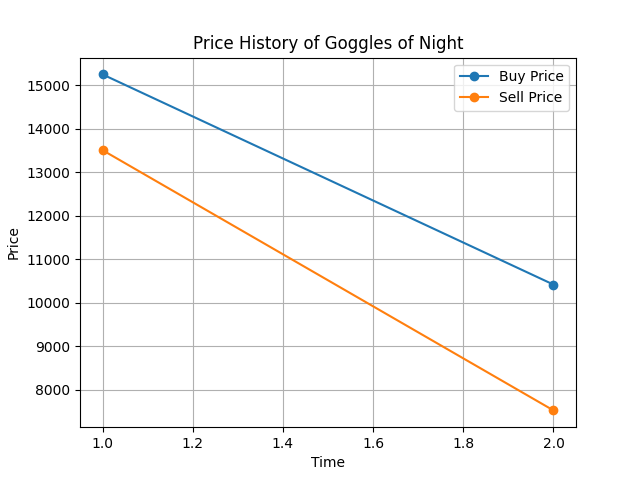 Price History of Goggles of Night
Buy Price
Sell Price
15000
14000
13000
12000
11000
10000
9000
8000
Price
1.0 1.2 1.4 1.6 1.8 2.0
Time